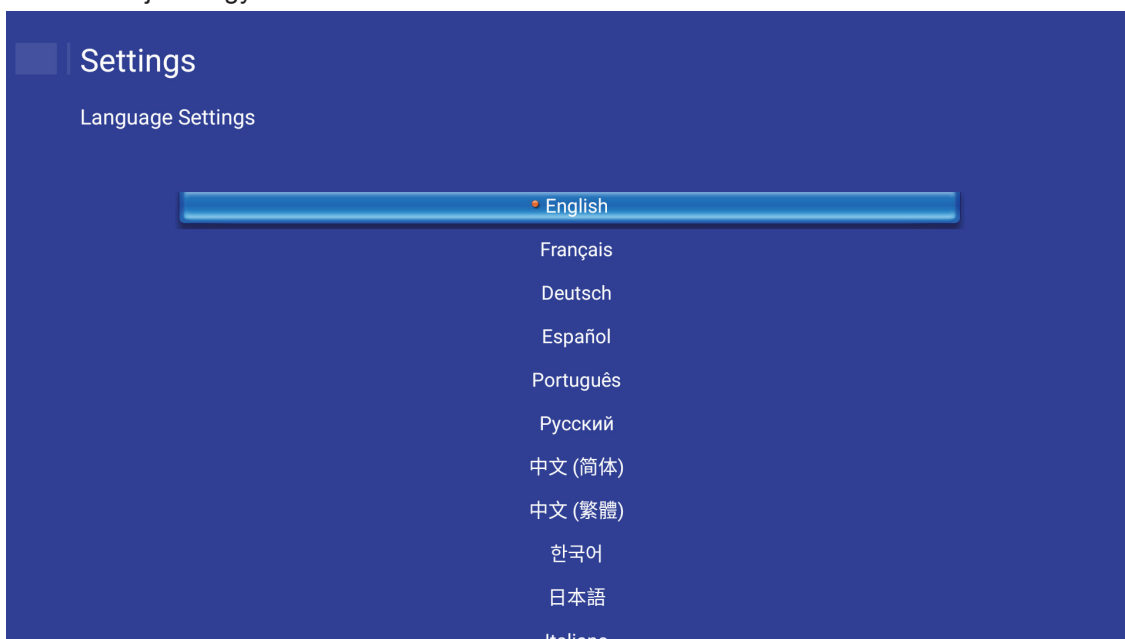 Settings
Language Settings
English
Français
Deutsch
Español
Português
Русский
中文 (简体)
中文 (繁體)
한국어
日本語